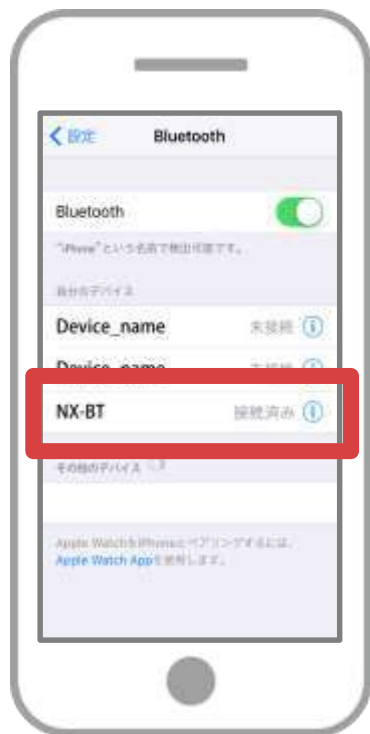 設定 Bluetooth
Bluetooth
"iPhone"という名前で検出可能です。
自分のデバイス
Device_name 未接続
Device_name 未接続
NX-BT 接続済み
その他のデバイス
Apple WatchをiPhoneとペアリングするには、
Apple Watch Appを使用します。